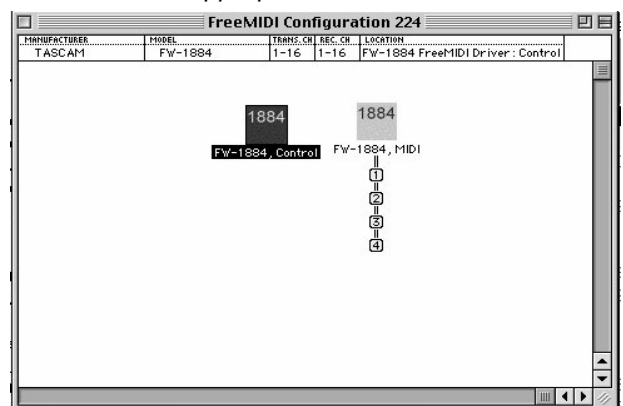 FreeMIDI Configuration 224
MANUFACTURER MODEL TRANS. CH REC. CH LOCATION
TASCAM FW-1884 1-16 1-16 FW-1884 FreeMIDI Driver : Control
1884 1884
FW-1884, Control FW-1884, MIDI
1
2
3
4